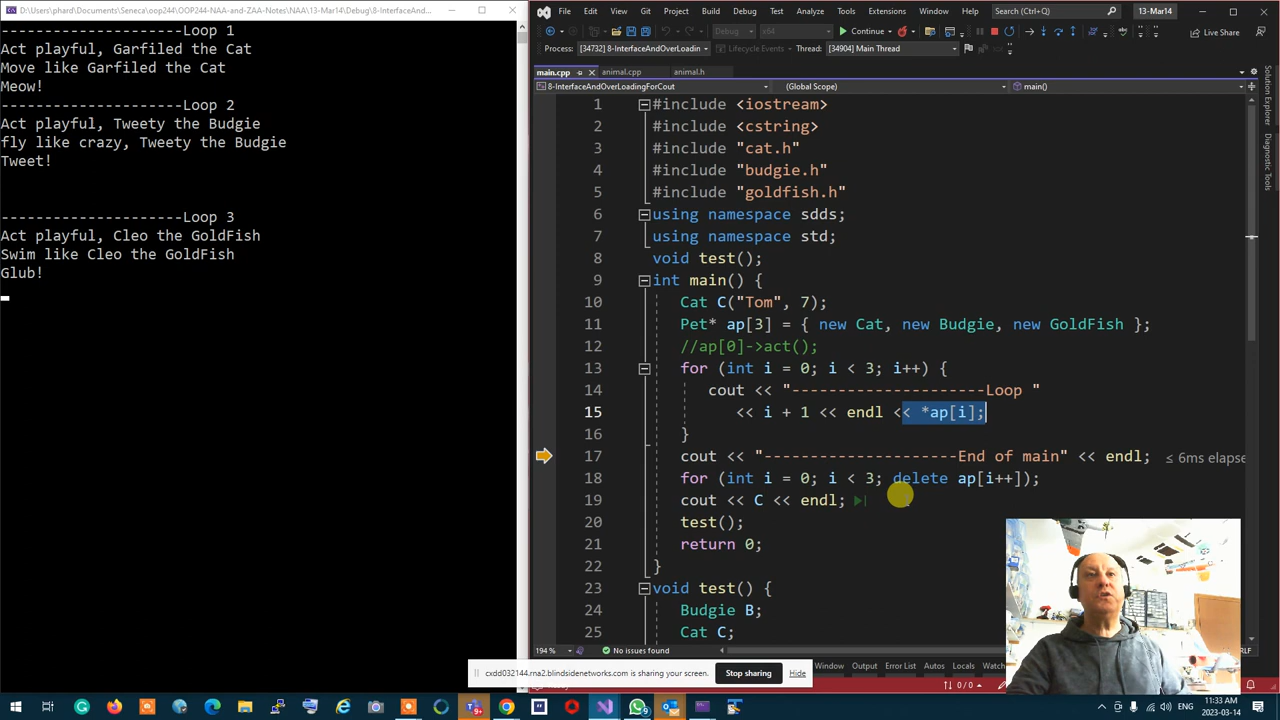 D:\Users\phard\Documents\Seneca\oop244\OOP244-NAA-and-ZAA-Notes\NAA\13-Mar14\Debug\8-InterfaceAnd...
---------------------Loop 1
Act playful, Garfiled the Cat
Move like Garfiled the Cat
Meow!
---------------------Loop 2
Act playful, Tweety the Budgie
fly like crazy, Tweety the Budgie
Tweet!
---------------------Loop 3
Act playful, Cleo the GoldFish
Swim like Cleo the GoldFish
Glub!
File Edit View Git Project Build Debug Test Analyze Tools Extensions Window Help Search (Ctrl+Q) 13-Mar14
Debug x64 Continue Live Share
Process: [34732] 8-InterfaceAndOverLoadin Lifecycle Events Thread: [34904] Main Thread
main.cpp animal.cpp animal.h
8-InterfaceAndOverLoadingForCout (Global Scope) main()
1 #include <iostream>
2 #include <cstring>
3 #include "cat.h"
4 #include "budgie.h"
5 #include "goldfish.h"
6 using namespace sdds;
7 using namespace std;
8 void test();
9 int main() {
10 Cat C("Tom", 7);
11 Pet* ap[3] = { new Cat, new Budgie, new GoldFish };
12 //ap[0]->act();
13 for (int i = 0; i < 3; i++) {
14 cout << "----------------------Loop "
15 << i + 1 << endl << *ap[i];
16 }
17 cout << "---------------------End of main" << endl; ≤ 6ms elapse
18 for (int i = 0; i < 3; delete ap[i++]);
19 cout << C << endl;
20 test();
21 return 0;
22 }
23 void test() {
24 Budgie B;
25 Cat C;
Solution Explorer
Diagnostic Tools
194 % No issues found RLF
cxdd032144.rna2.blindsidenetworks.com is sharing your screen. Stop sharing Hide
Window Output Error List Autos Locals Watch
0 / 0
11:33 AM
2023-03-14